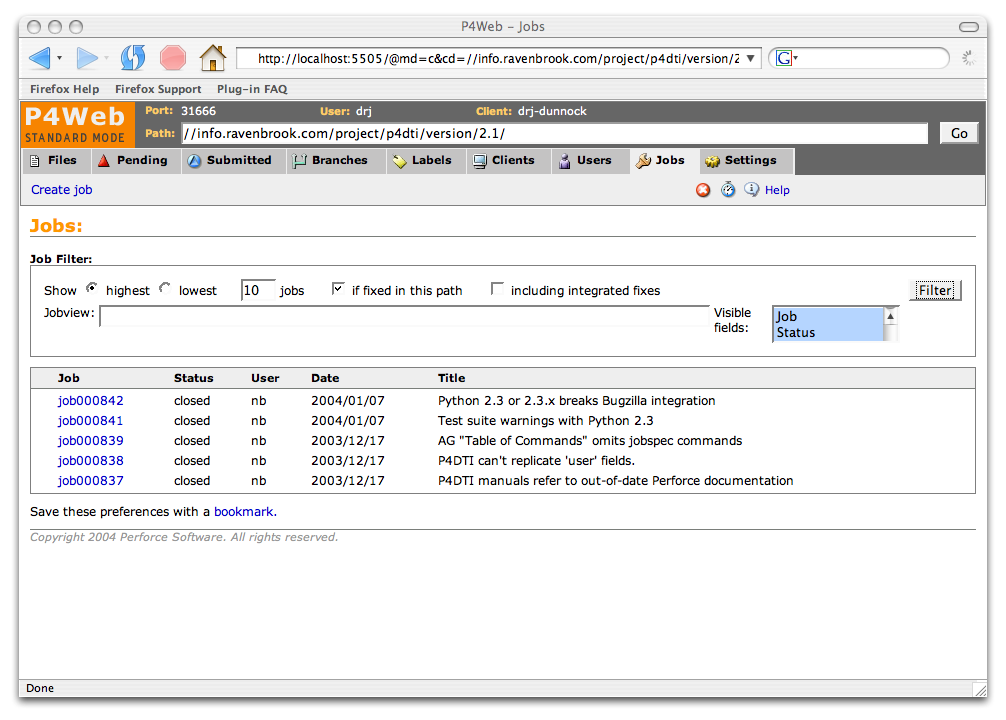 P4Web – Jobs
http://localhost:5505/@md=c&cd=//info.ravenbrook.com/project/p4dti/version/2
G
Firefox Help Firefox Support Plug-in FAQ
P4Web
STANDARD MODE
Port: 31666 User: drj Client: drj-dunnock
Path: //info.ravenbrook.com/project/p4dti/version/2.1/ Go
Files Pending Submitted Branches Labels Clients Users Jobs Settings
Create job Help
Jobs:
Job Filter:
Show highest lowest 10 jobs if fixed in this path including integrated fixes Filter
Jobview: Visible fields: Job
Status
Job Status User Date Title
job000842 closed nb 2004/01/07 Python 2.3 or 2.3.x breaks Bugzilla integration
job000841 closed nb 2004/01/07 Test suite warnings with Python 2.3
job000839 closed nb 2003/12/17 AG "Table of Commands" omits jobspec commands
job000838 closed nb 2003/12/17 P4DTI can't replicate 'user' fields.
job000837 closed nb 2003/12/17 P4DTI manuals refer to out-of-date Perforce documentation
Save these preferences with a bookmark.
Copyright 2004 Perforce Software. All rights reserved.
Done